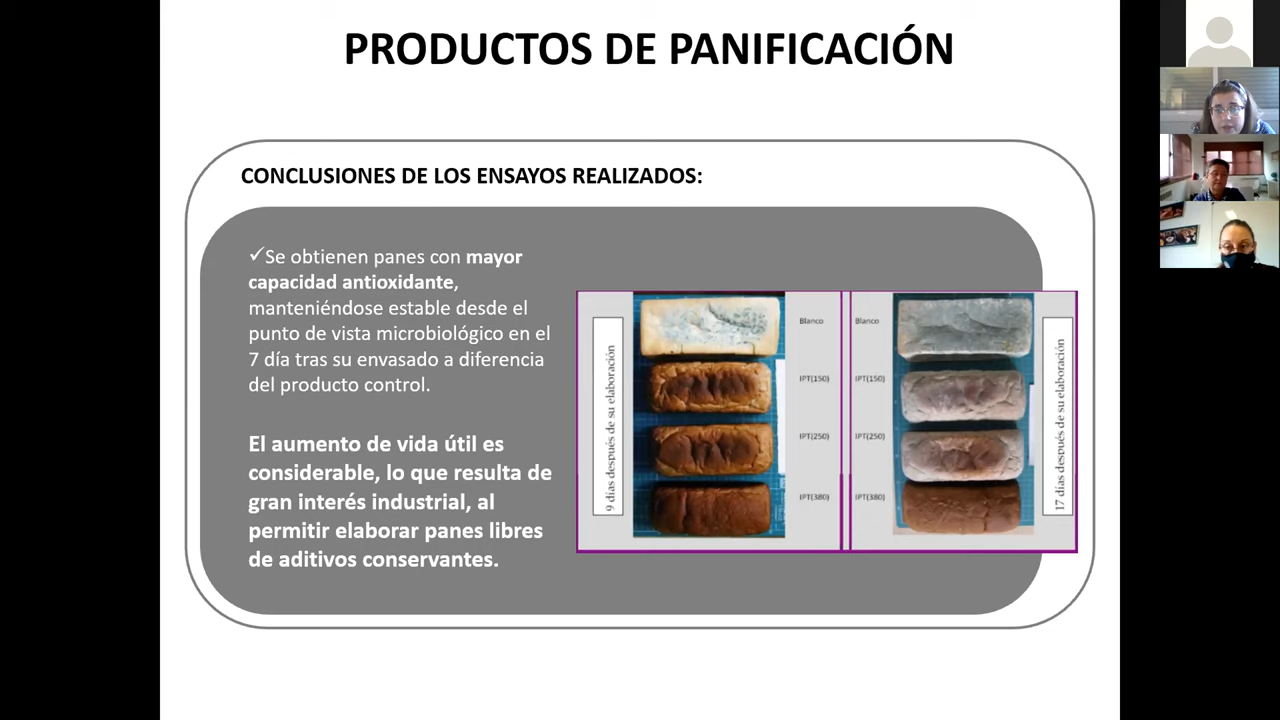 PRODUCTOS DE PANIFICACIÓN
CONCLUSIONES DE LOS ENSAYOS REALIZADOS:
✓Se obtienen panes con mayor
capacidad antioxidante,
manteniéndose estable desde el
punto de vista microbiológico en el
7 día tras su envasado a diferencia
del producto control.
El aumento de vida útil es
considerable, lo que resulta de
gran interés industrial, al
permitir elaborar panes libres
de aditivos conservantes.
9 días después de su elaboración
Blanco
IPT(150)
IPT(250)
IPT(380)
Blanco
IPT(150)
IPT(250)
IPT(380)
17 días después de su elaboración